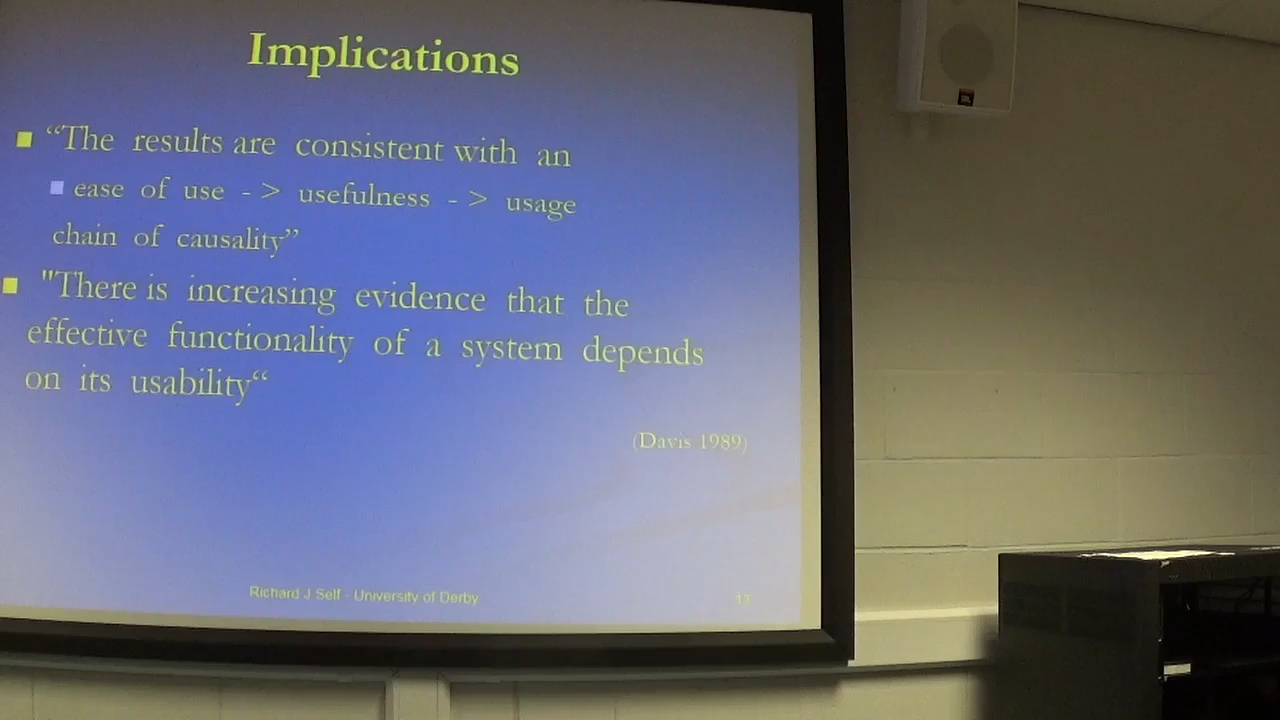 Implications
“The results are consistent with an
ease of use - > usefulness - > usage
chain of causality”
"There is increasing evidence that the
effective functionality of a system depends
on its usability“
(Davis 1989)
Richard J Self - University of Derby
JBL